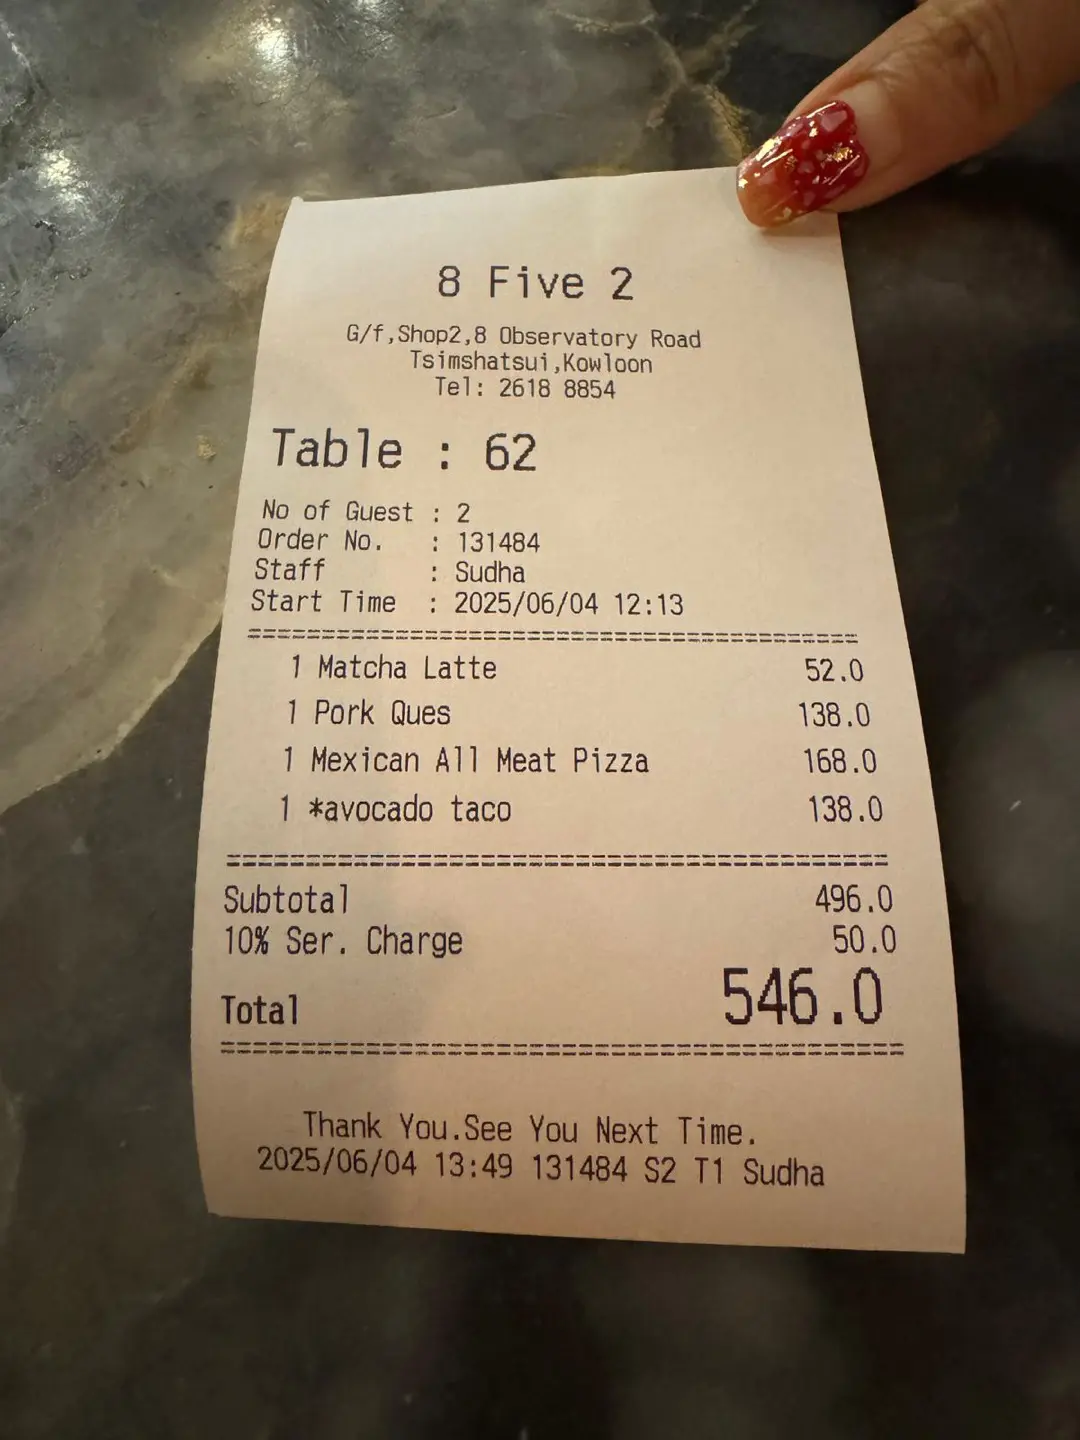 8 Five 2
G/f,Shop2,8 Observatory Road
Tsimshatsui,Kowloon
Tel: 2618 8854
Table : 62
No of Guest : 2
Order No. : 131484
Staff : Sudha
Start Time : 2025/06/04 12:13
1 Matcha Latte 52.0
1 Pork Ques 138.0
1 Mexican All Meat Pizza 168.0
1 *avocado taco 138.0
Subtotal 496.0
10% Ser. Charge 50.0
Total 546.0
Thank You.See You Next Time.
2025/06/04 13:49 131484 S2 T1 Sudha